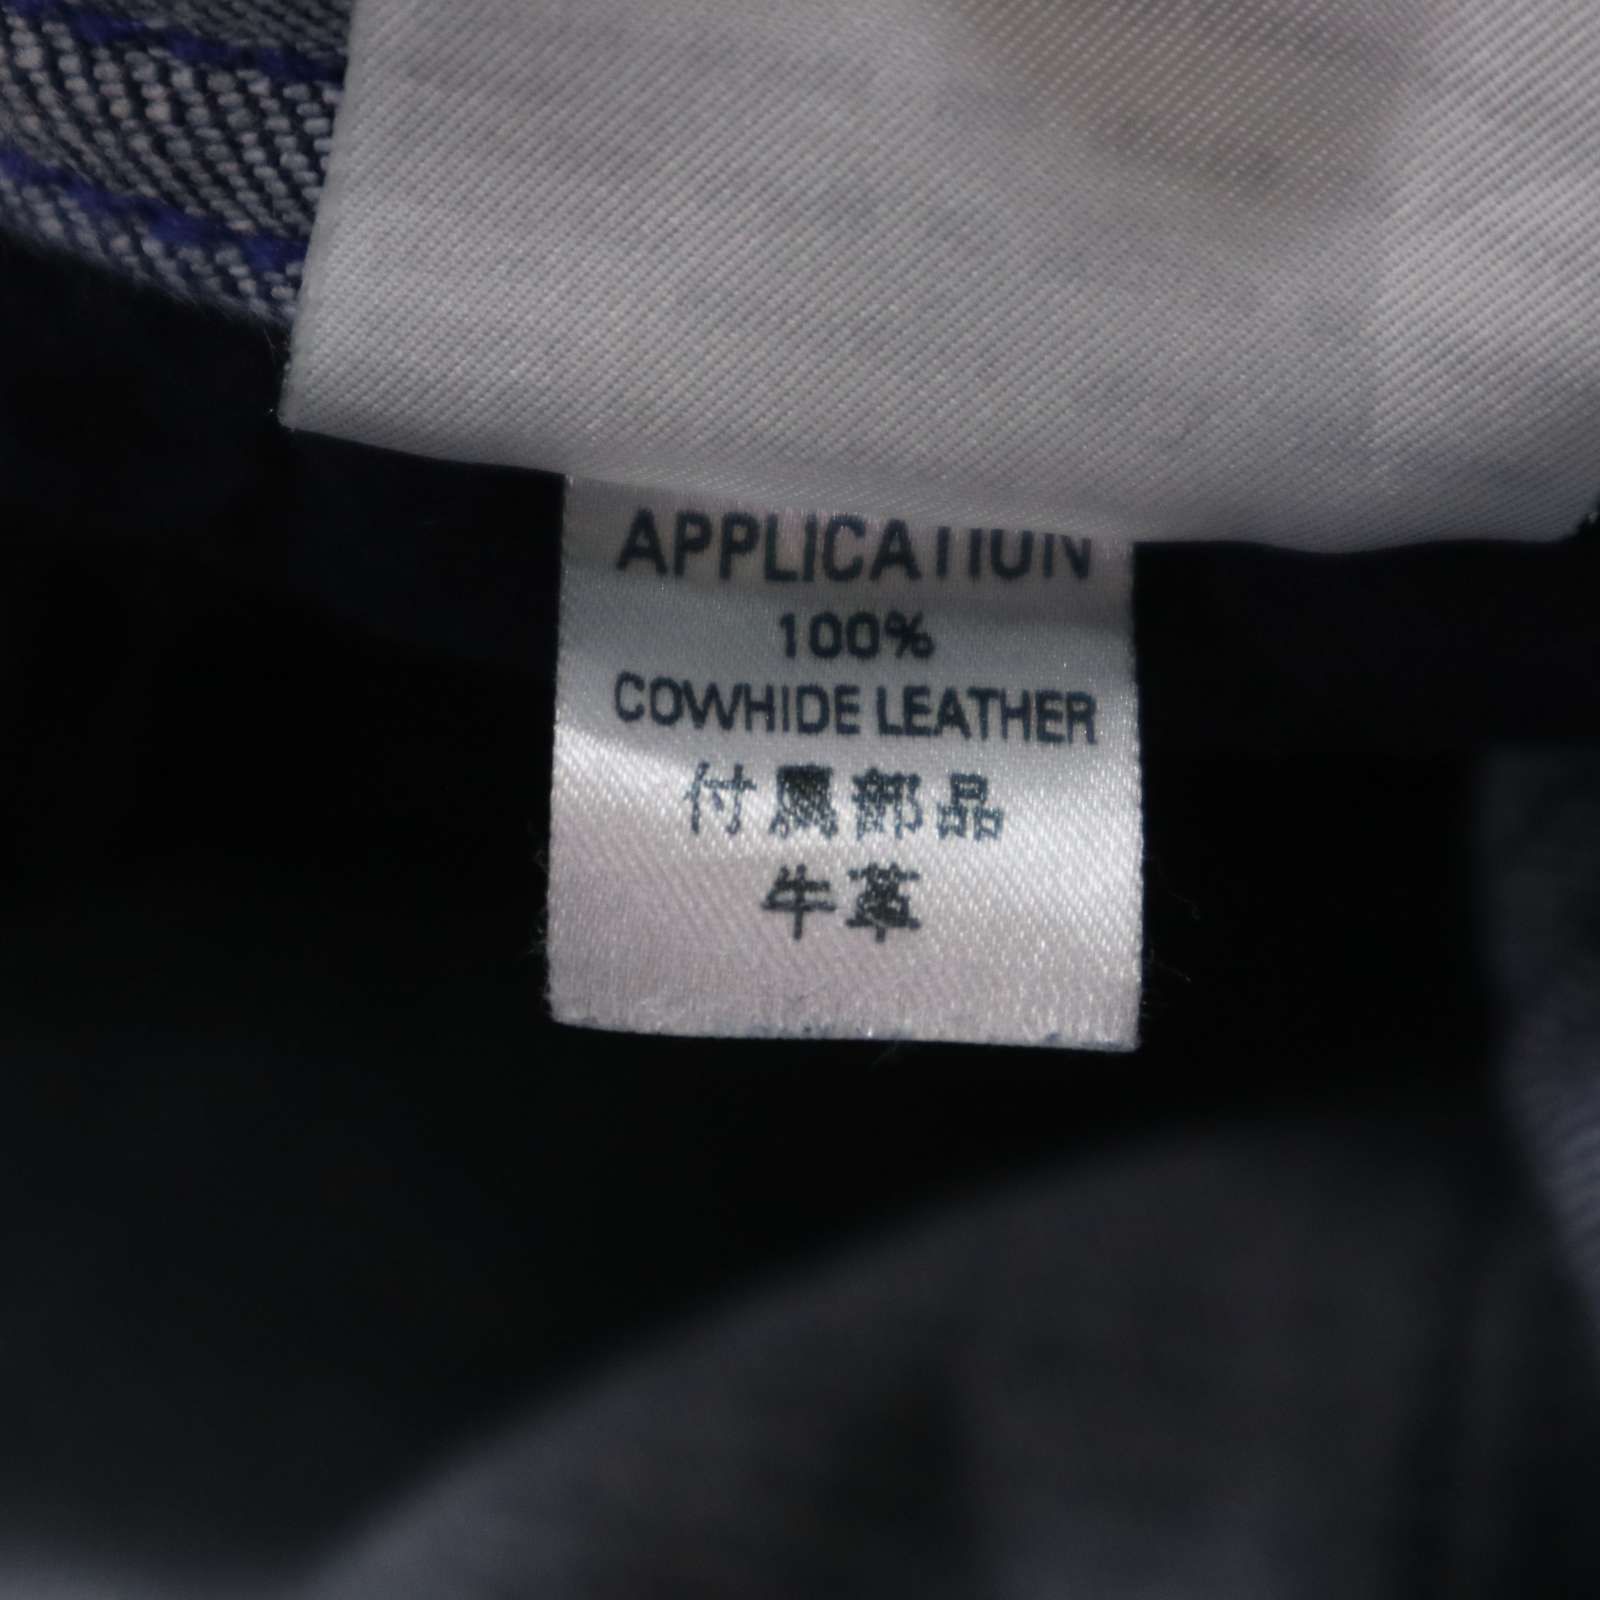 APPLICATION
100%
COWHIDE LEATHER
付属部品
牛革